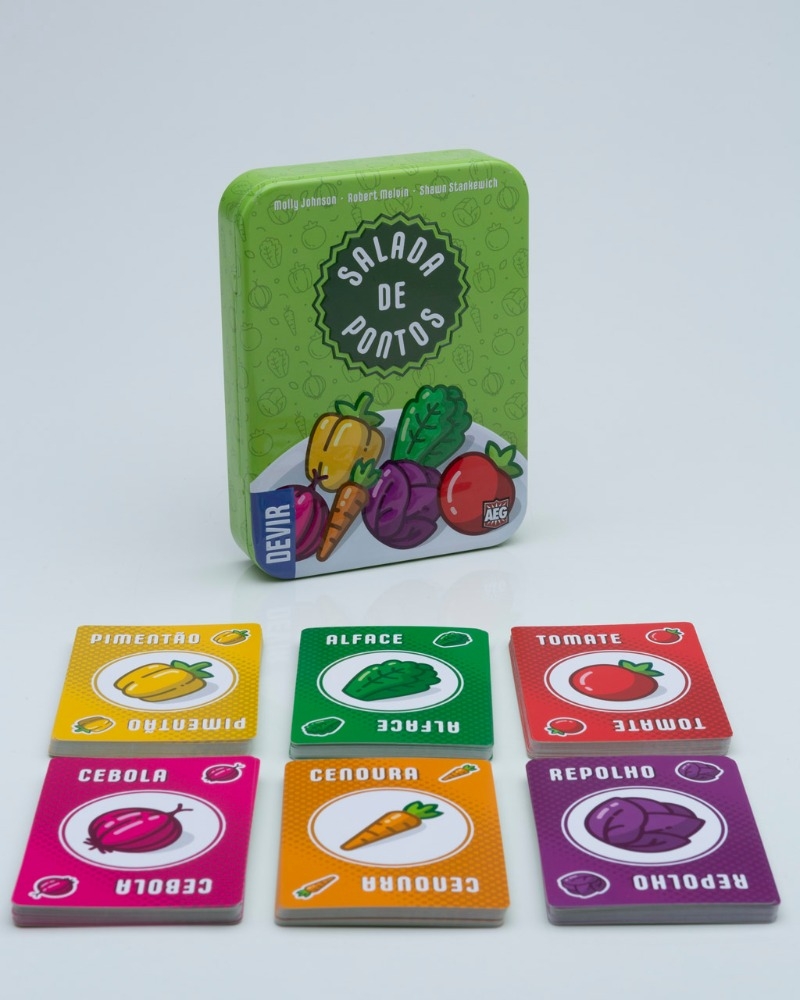 Molly Johnson · Robert Melvin · Shawn Stankewich
SALADA
DE
PONTOS
DEVIR
AEG
PIMENTÃO
PIMENTÃO
ALFACE
ALFACE
TOMATE
TOMATE
CEBOLA
CEBOLA
CENOURA
CENOURA
REPOLHO
REPOLHO